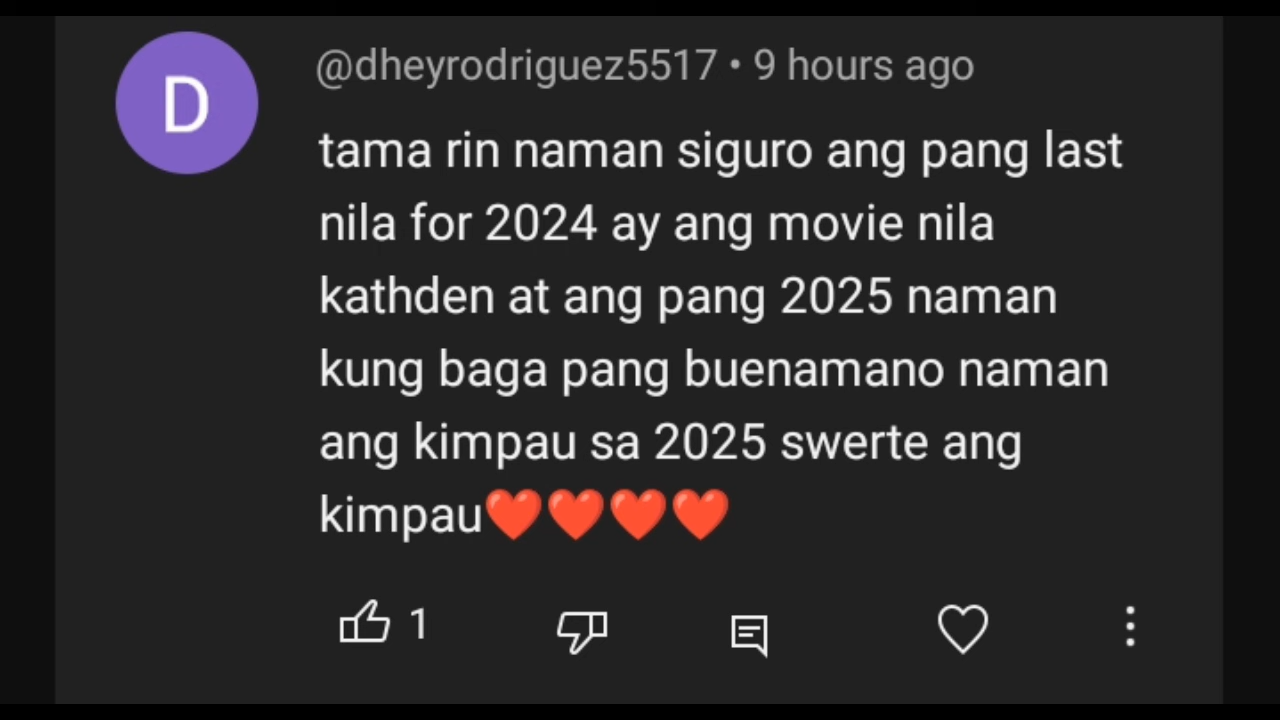 D
@dheyrodriguez5517 • 9 hours ago
tama rin naman siguro ang pang last
nila for 2024 ay ang movie nila
kathden at ang pang 2025 naman
kung baga pang buenamano naman
ang kimpau sa 2025 swerte ang
kimpau❤️❤️❤️❤️
1